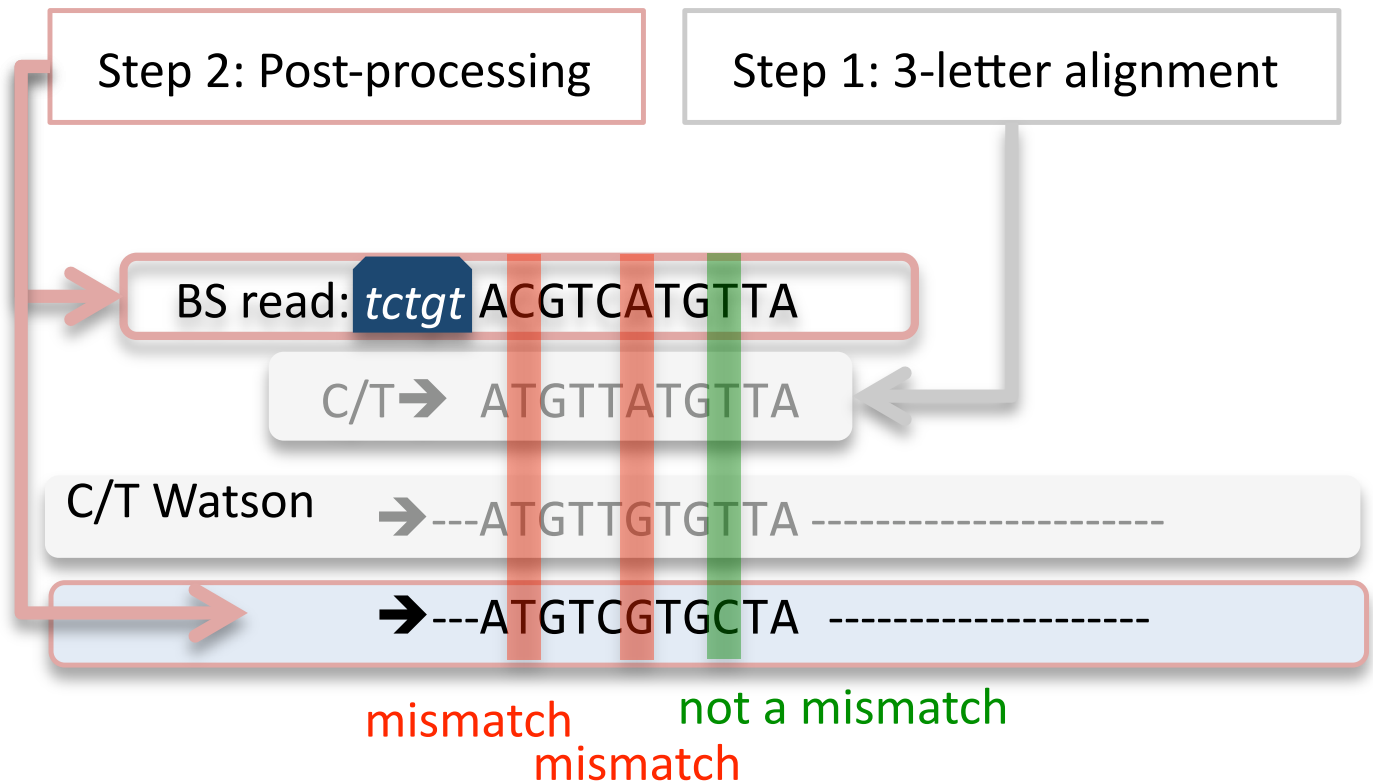 Step 2: Post-processing
Step 1: 3-letter alignment
BS read: tctgt ACGTCATGTTA
C/T➔ ATGTTATGTTA
C/T Watson ➔---ATGTTGTGTTA ----------------------
➔---ATGTCGTGCTA --------------------
mismatch
not a mismatch
mismatch